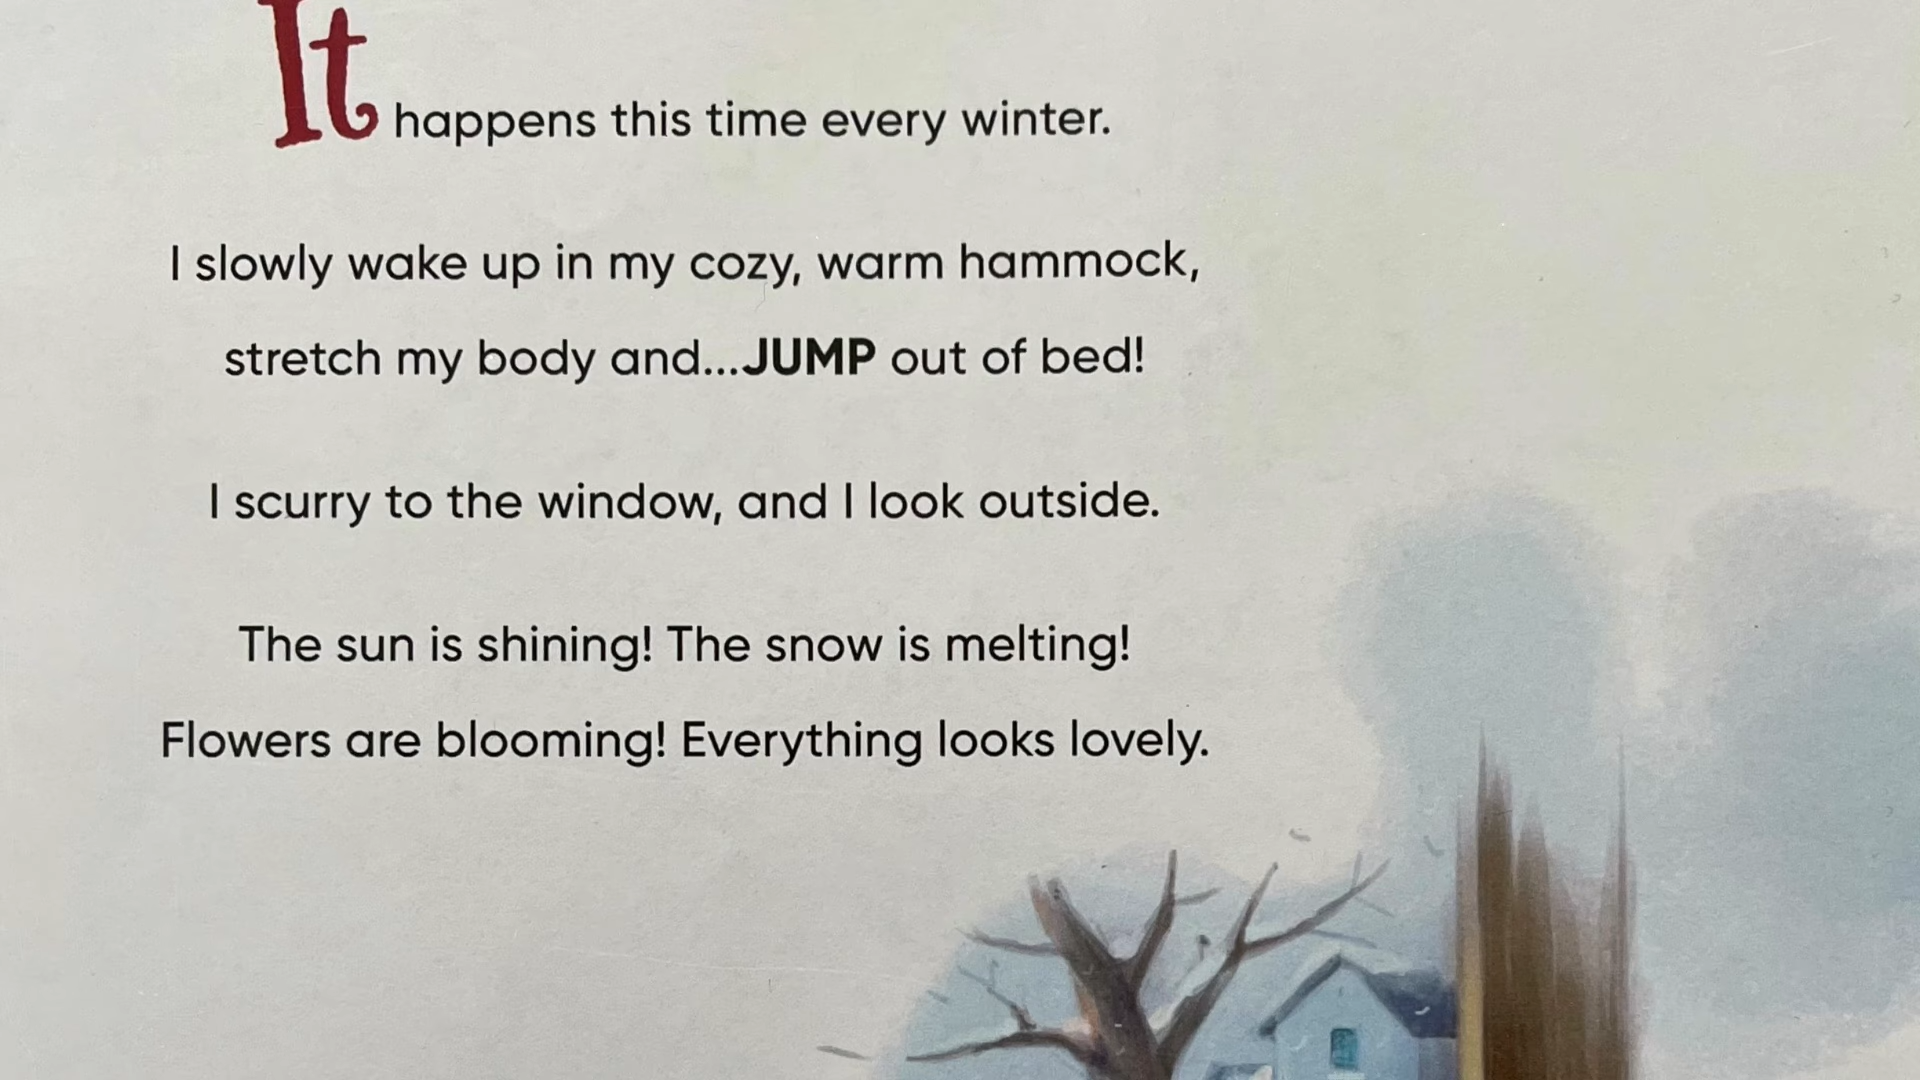 It happens this time every winter.
I slowly wake up in my cozy, warm hammock,
stretch my body and...JUMP out of bed!
I scurry to the window, and I look outside.
The sun is shining! The snow is melting!
Flowers are blooming! Everything looks lovely.